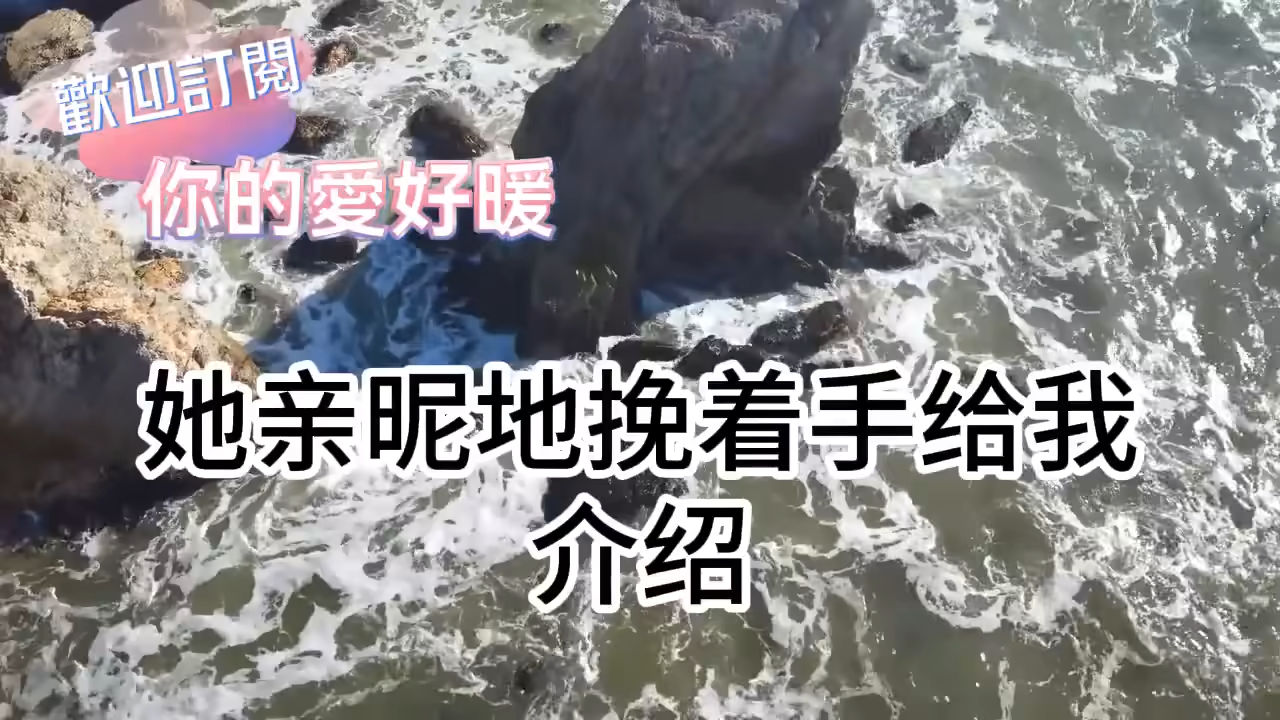 歡迎訂閱
你的愛好暖
她亲昵地挽着手给我
介绍